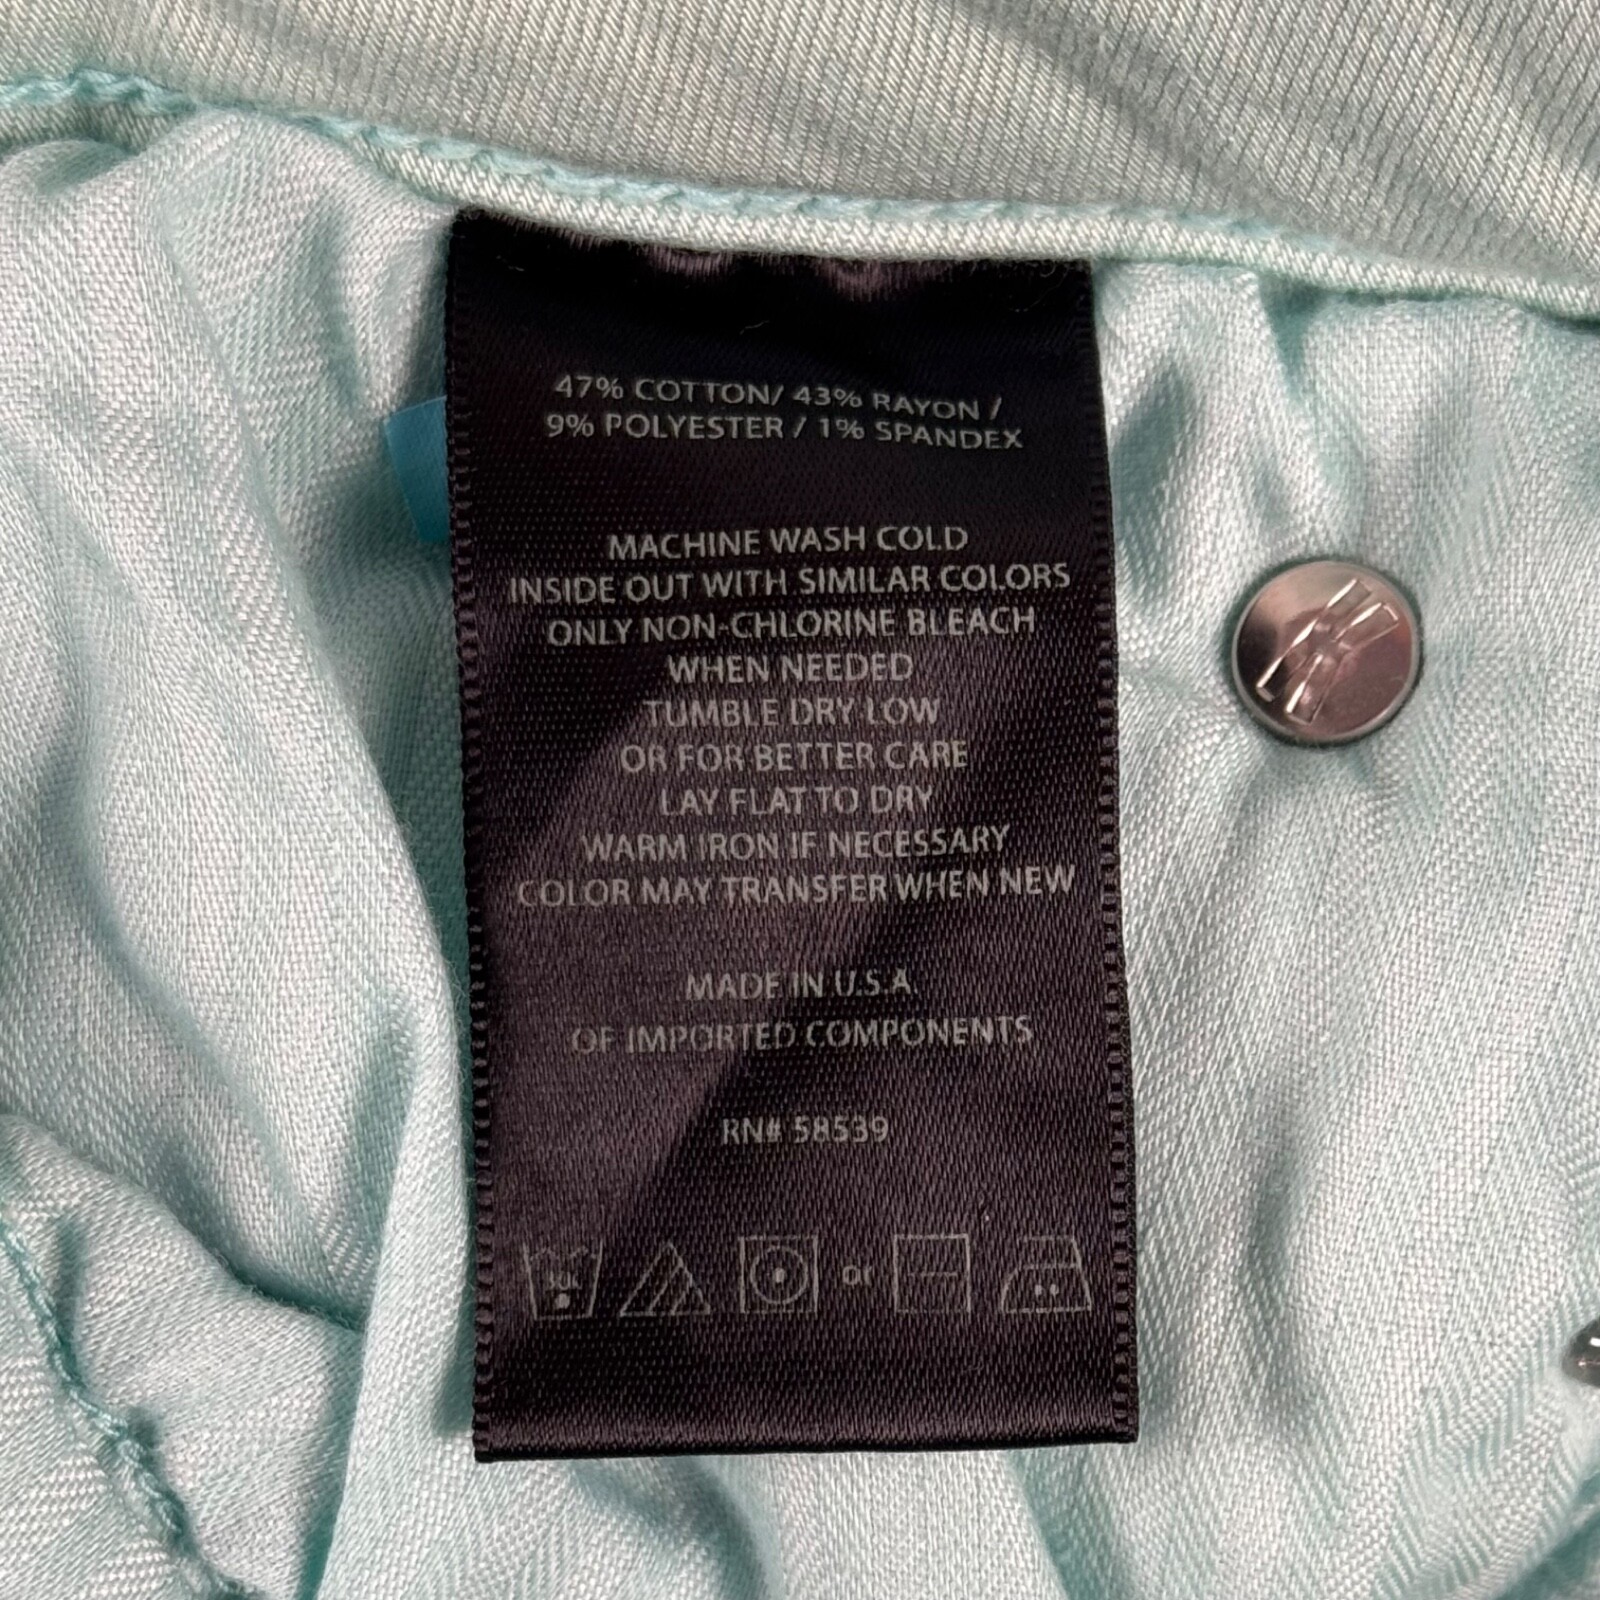 47% COTTON/ 43% RAYON /
9% POLYESTER / 1% SPANDEX
MACHINE WASH COLD
INSIDE OUT WITH SIMILAR COLORS
ONLY NON-CHLORINE BLEACH
WHEN NEEDED
TUMBLE DRY LOW
OR FOR BETTER CARE
LAY FLAT TO DRY
WARM IRON IF NECESSARY
COLOR MAY TRANSFER WHEN NEW
MADE IN U.S.A
OF IMPORTED COMPONENTS
RN# 58539
or